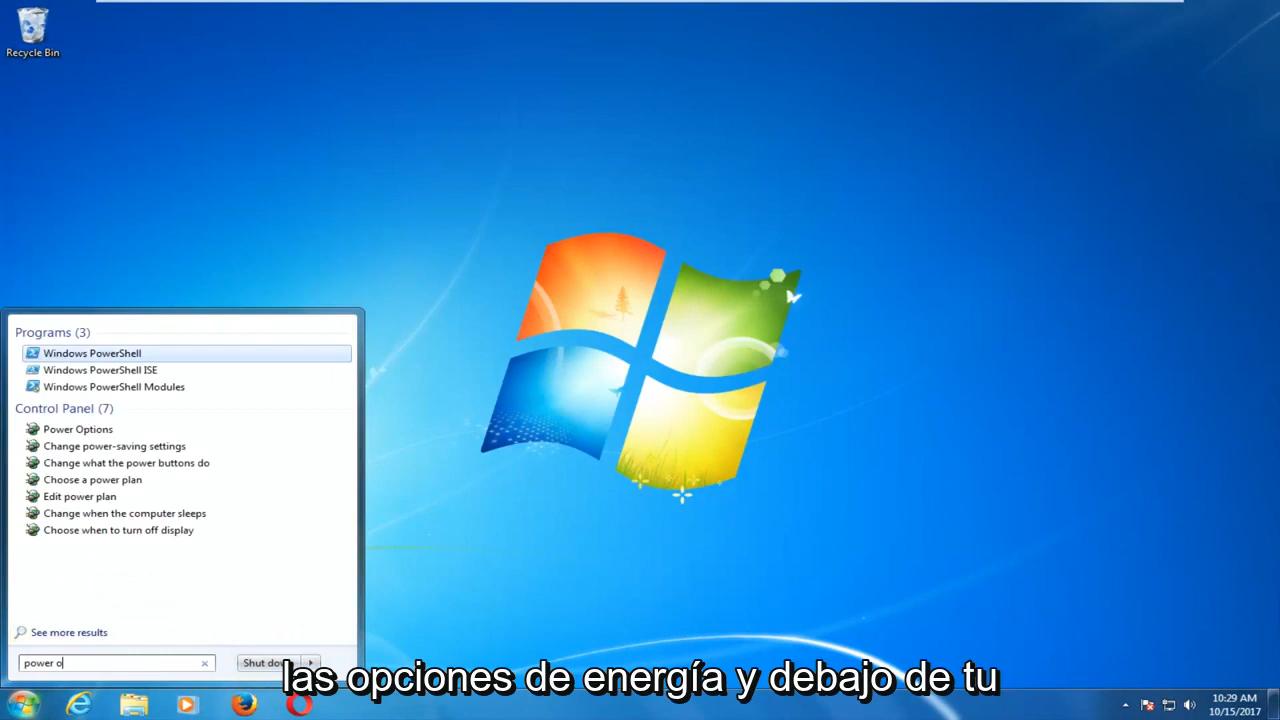 Recycle Bin
Programs (3)
Windows PowerShell
Windows PowerShell ISE
Windows PowerShell Modules
Control Panel (7)
Power Options
Change power-saving settings
Change what the power buttons do
Choose a power plan
Edit power plan
Change when the computer sleeps
Choose when to turn off display
See more results
power o
Shut down
las opciones de energía y debajo de tu
10:29 AM
10/15/2017